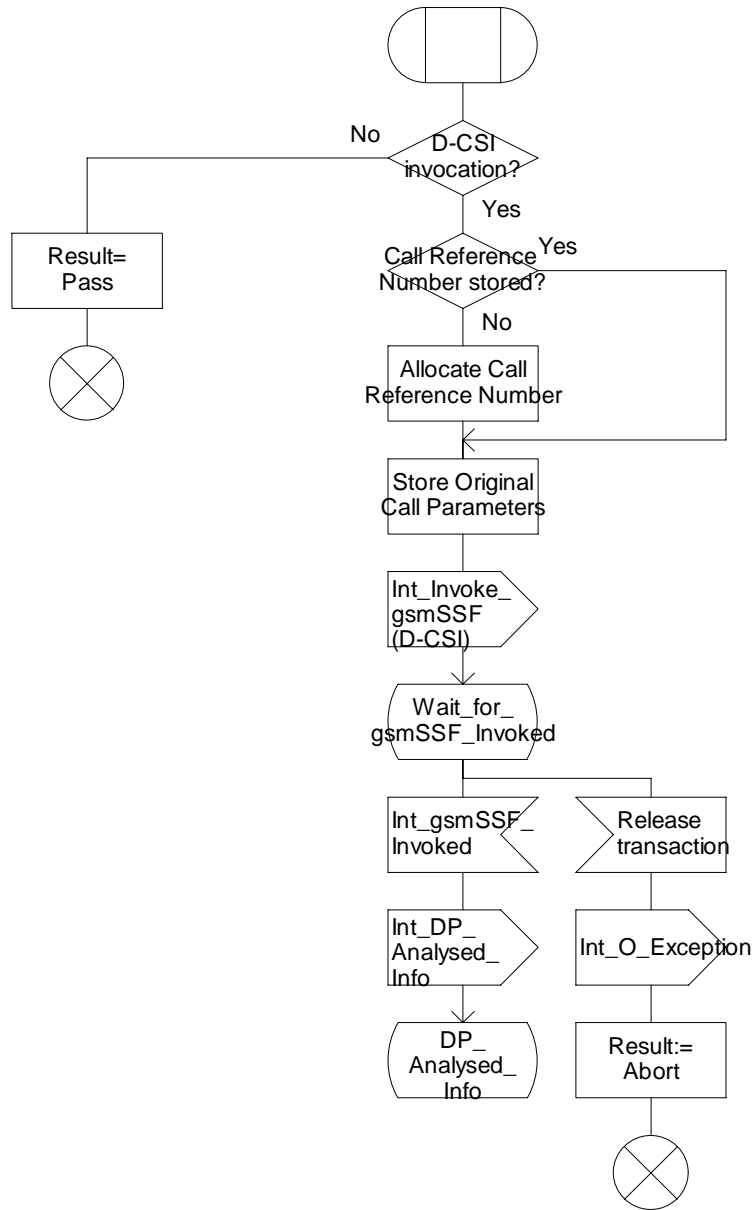 No
D-CSI
invocation?
Yes
Result=
Pass
Call Reference
Number stored?
Yes
No
Allocate Call
Reference Number
Store Original
Call Parameters
Int_Invoke_
gsmSSF
(D-CSI)
Wait_for_
gsmSSF_Invoked
Int_gsmSSF_
Invoked
Release
transaction
Int_DP_
Analysed_
Info
Int_O_Exception
DP_
Analysed_
Info
Result:=
Abort